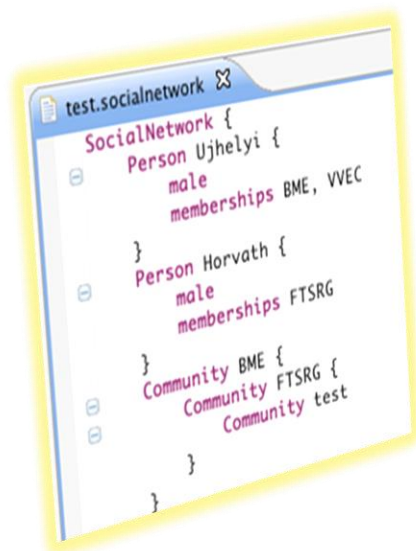 test.socialnetwork
SocialNetwork {
Person Ujhelyi {
male
memberships BME, VVEC
}
Person Horvath {
male
memberships FTSRG
}
Community BME {
Community FTSRG {
Community test
}
}